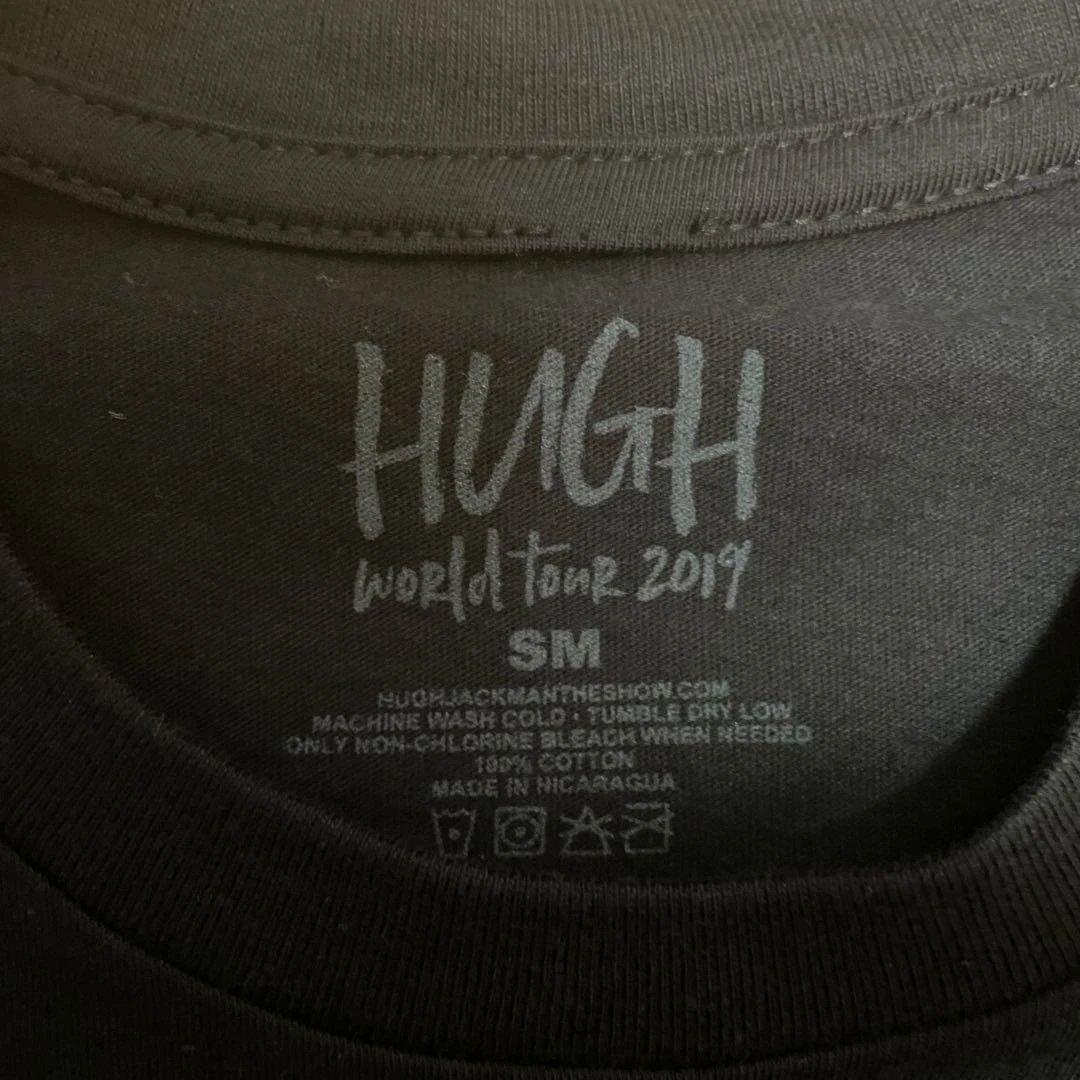 HUGH
world tour 2019
SM
HUGHJACKMANTHESHOW.COM
MACHINE WASH COLD • TUMBLE DRY LOW
ONLY NON-CHLORINE BLEACH WHEN NEEDED
100% COTTON
MADE IN NICARAGUA